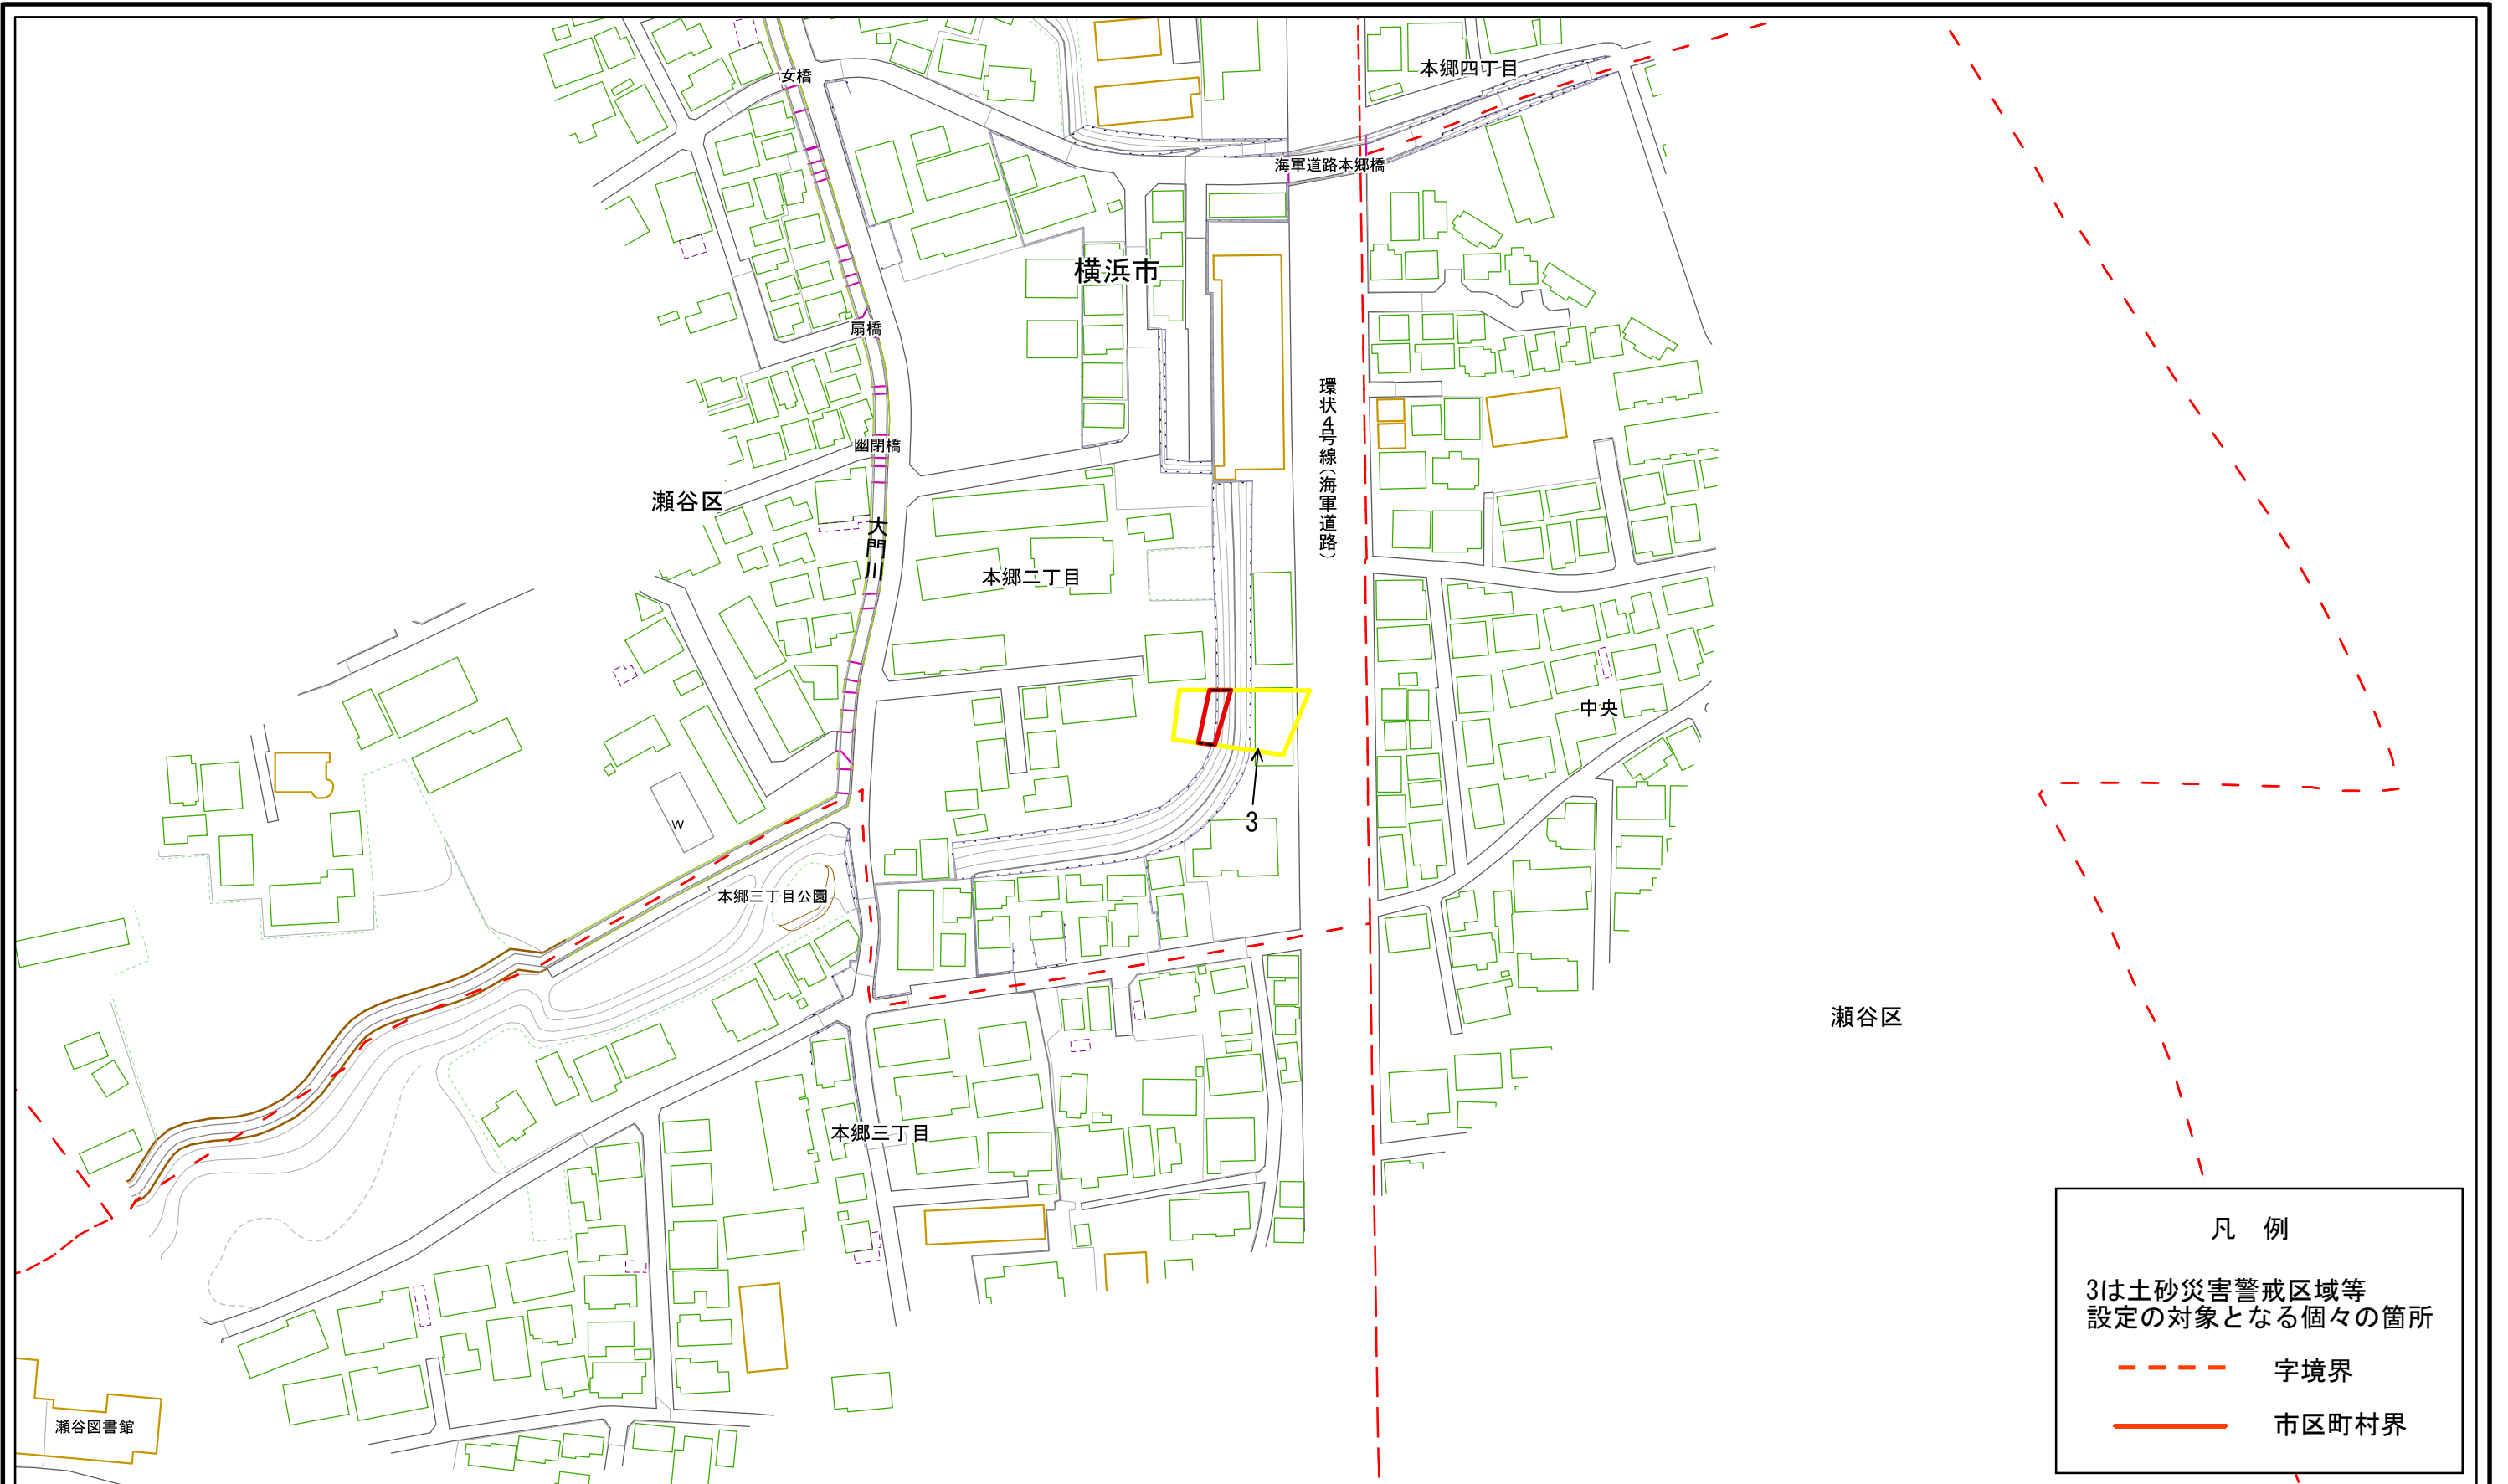 女橋
本郷四丁目
海軍道路本郷橋
横浜市
扇橋
環状4号線(海軍道路)
幽閉橋
瀬谷区
大門川
本郷二丁目
中央
3
W
本郷三丁目公園
瀬谷区
本郷三丁目
瀬谷図書館
凡 例
3は土砂災害警戒区域等
設定の対象となる個々の箇所
字境界
市区町村界